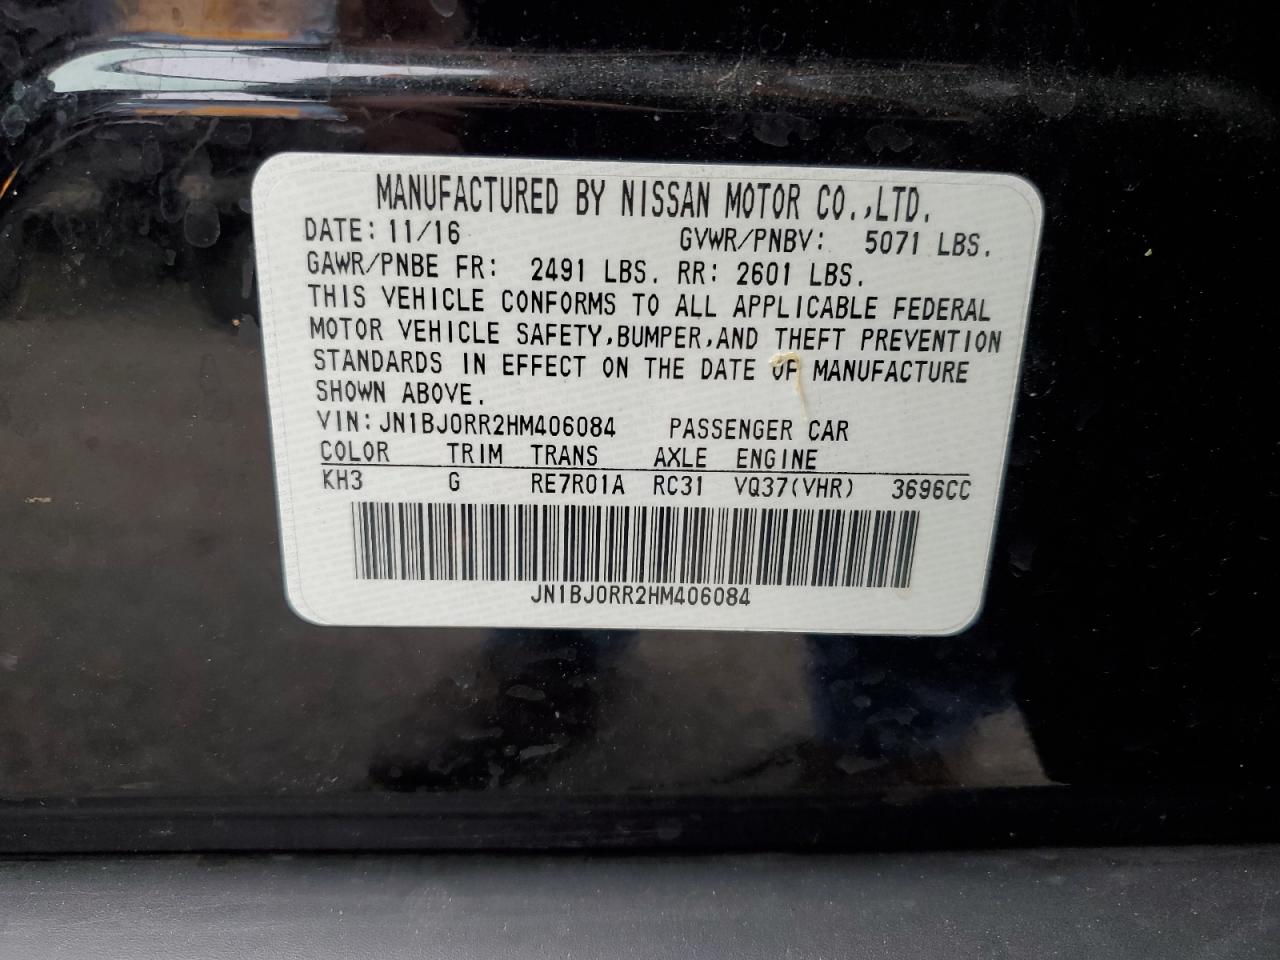 MANUFACTURED BY NISSAN MOTOR CO.,LTD.
DATE: 11/16 GVWR/PNBV: 5071 LBS.
GAWR/PNBE FR: 2491 LBS. RR: 2601 LBS.
THIS VEHICLE CONFORMS TO ALL APPLICABLE FEDERAL
MOTOR VEHICLE SAFETY,BUMPER,AND THEFT PREVENTION
STANDARDS IN EFFECT ON THE DATE OF MANUFACTURE
SHOWN ABOVE.
VIN:JN1BJ0RR2HM406084 PASSENGER CAR
COLOR TRIM TRANS AXLE ENGINE
KH3 G RE7R01A RC31 VQ37(VHR) 3696CC
JN1BJ0RR2HM406084